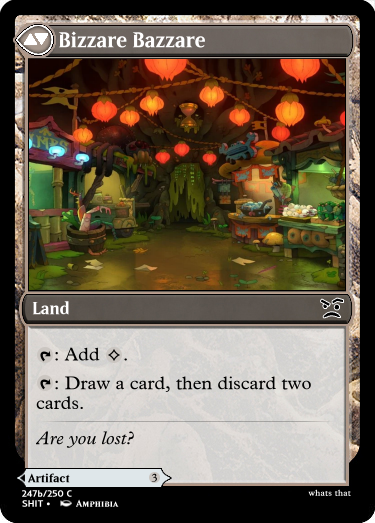 Bizzare Bazzare
Land
: Add .
: Draw a card, then discard two
cards.
Are you lost?
Artifact 3
247b/250 C whats that
SHIT • AMPHIBIA